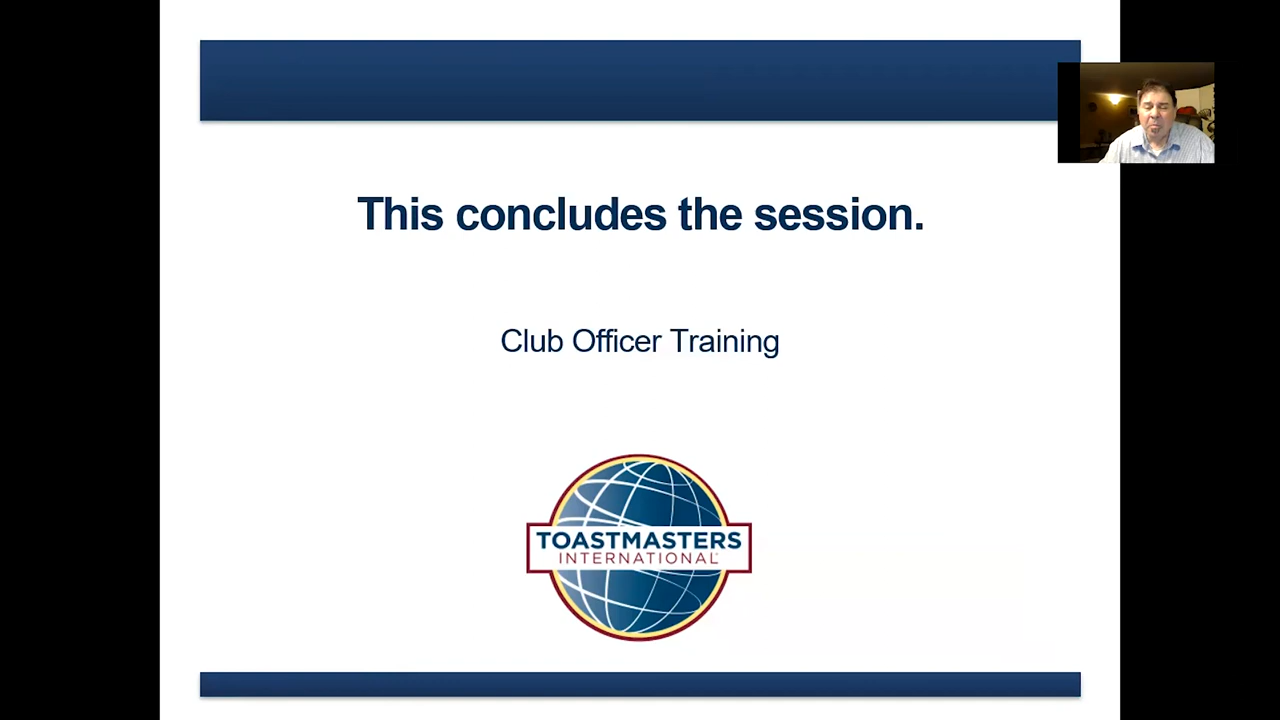 This concludes the session.
Club Officer Training
TOASTMASTERS
INTERNATIONAL